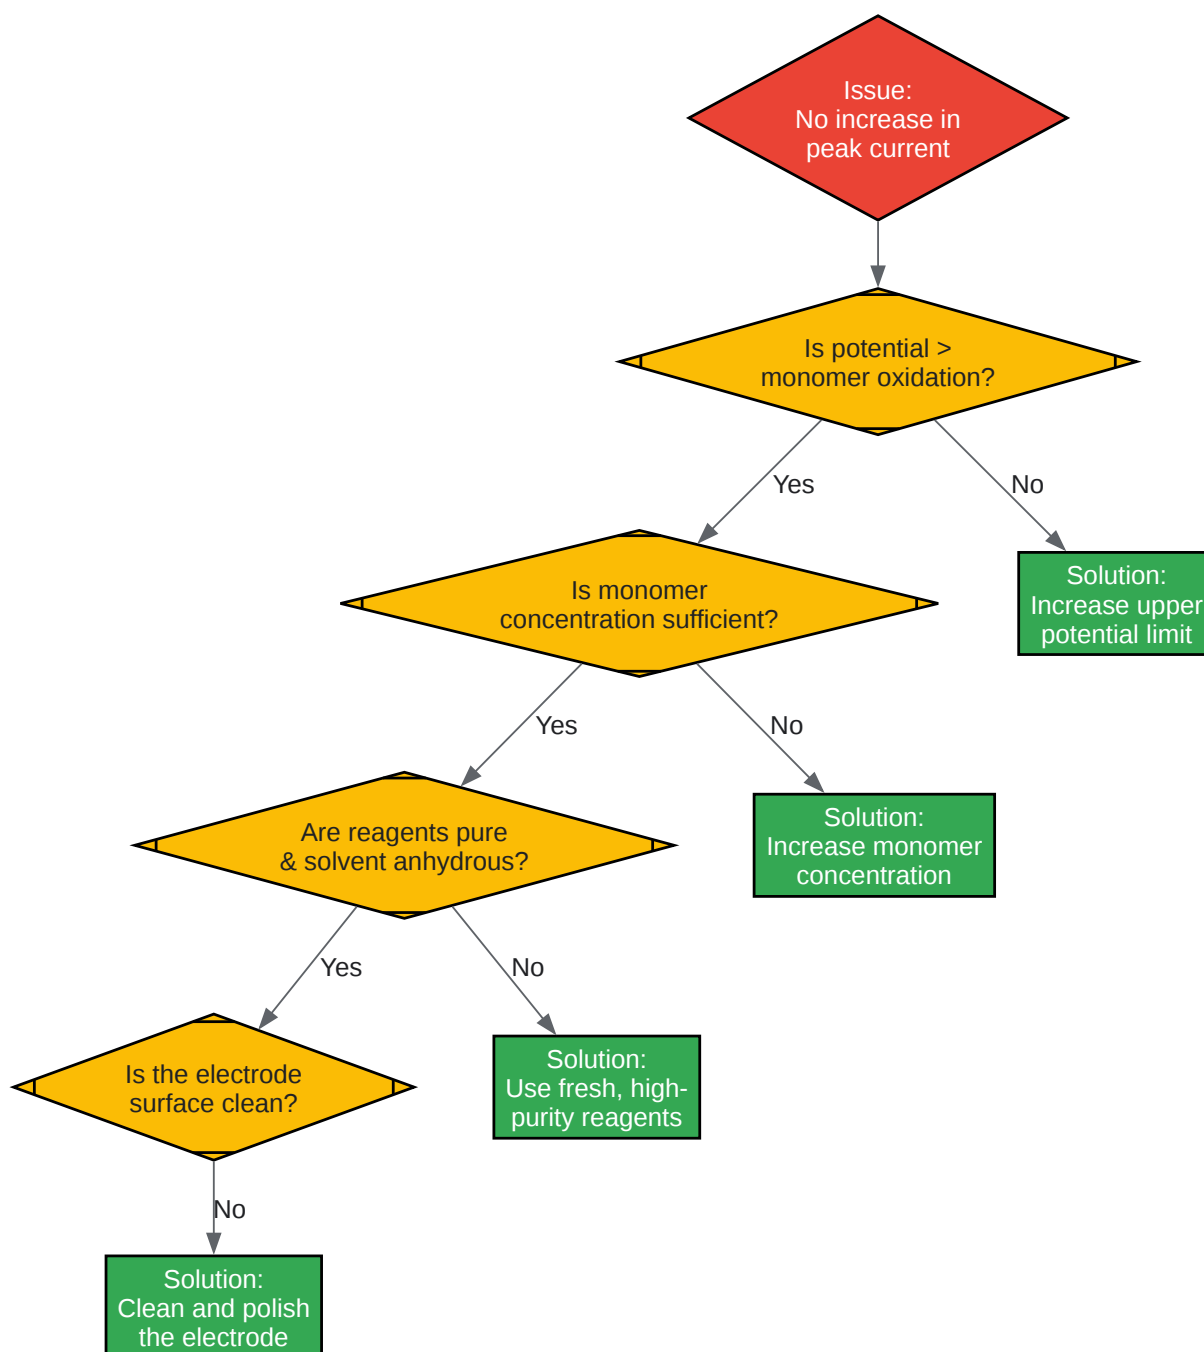 Issue:
No increase in
peak current
Is potential >
monomer oxidation?
Yes
No
Is monomer
concentration sufficient?
Solution:
Increase upper
potential limit
Yes
No
Are reagents pure
& solvent anhydrous?
Solution:
Increase monomer
concentration
Yes
No
Is the electrode
surface clean?
Solution:
Use fresh, high-
purity reagents
No
Solution:
Clean and polish
the electrode